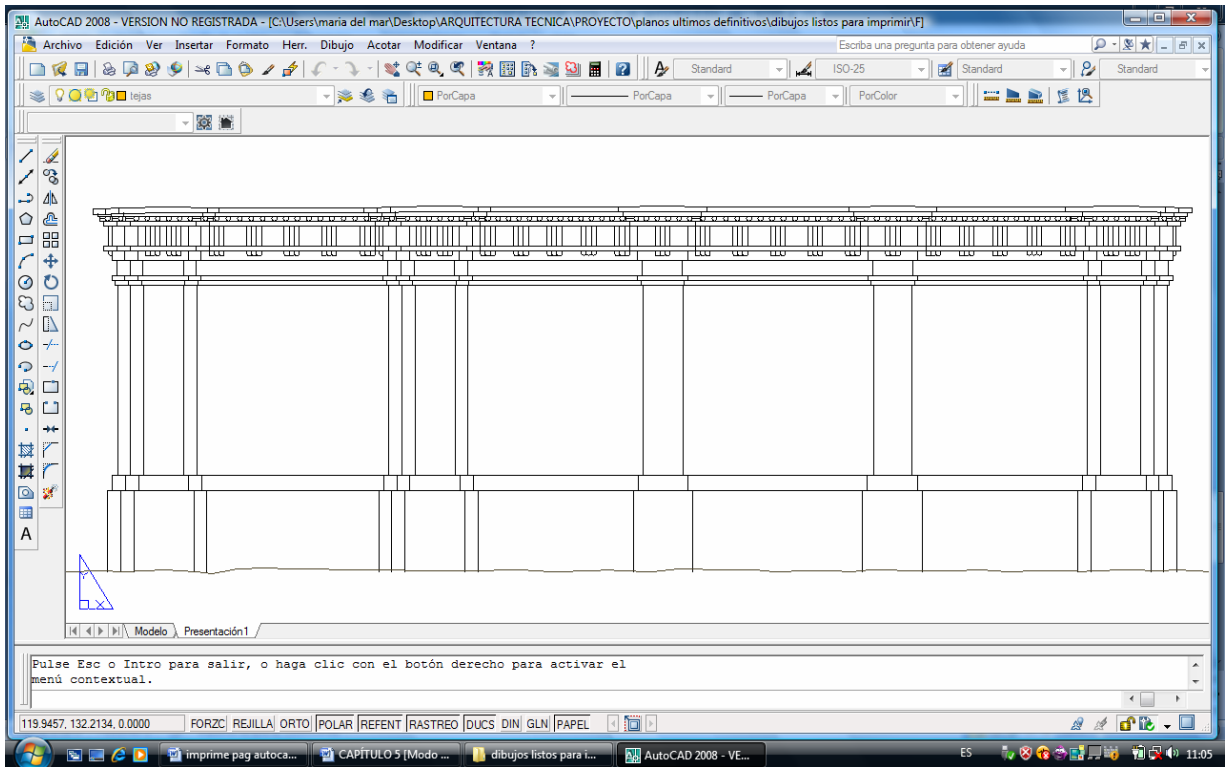 AutoCAD 2008 - VERSION NO REGISTRADA - [C:\Users\maria del mar\Desktop\ARQUITECTURA TECNICA\PROYECTO\planos ultimos definitivos\dibujos listos para imprimir\F]
Archivo Edición Ver Insertar Formato Herr. Dibujo Acotar Modificar Ventana ? Escriba una pregunta para obtener ayuda
Standard ISO-25 Standard Standard
tejas PorCapa PorCapa PorCapa PorColor
A
Y
X
Modelo Presentación1
Pulse Esc o Intro para salir, o haga clic con el botón derecho para activar el
menú contextual.
119.9457, 132.2134, 0.0000 FORZC REJILLA ORTO POLAR REFENT RASTREO DUCS DIN GLN PAPEL
imprime pag autoca... CAPÍTULO 5 [Modo ... dibujos listos para i... AutoCAD 2008 - VE... ES 11:05